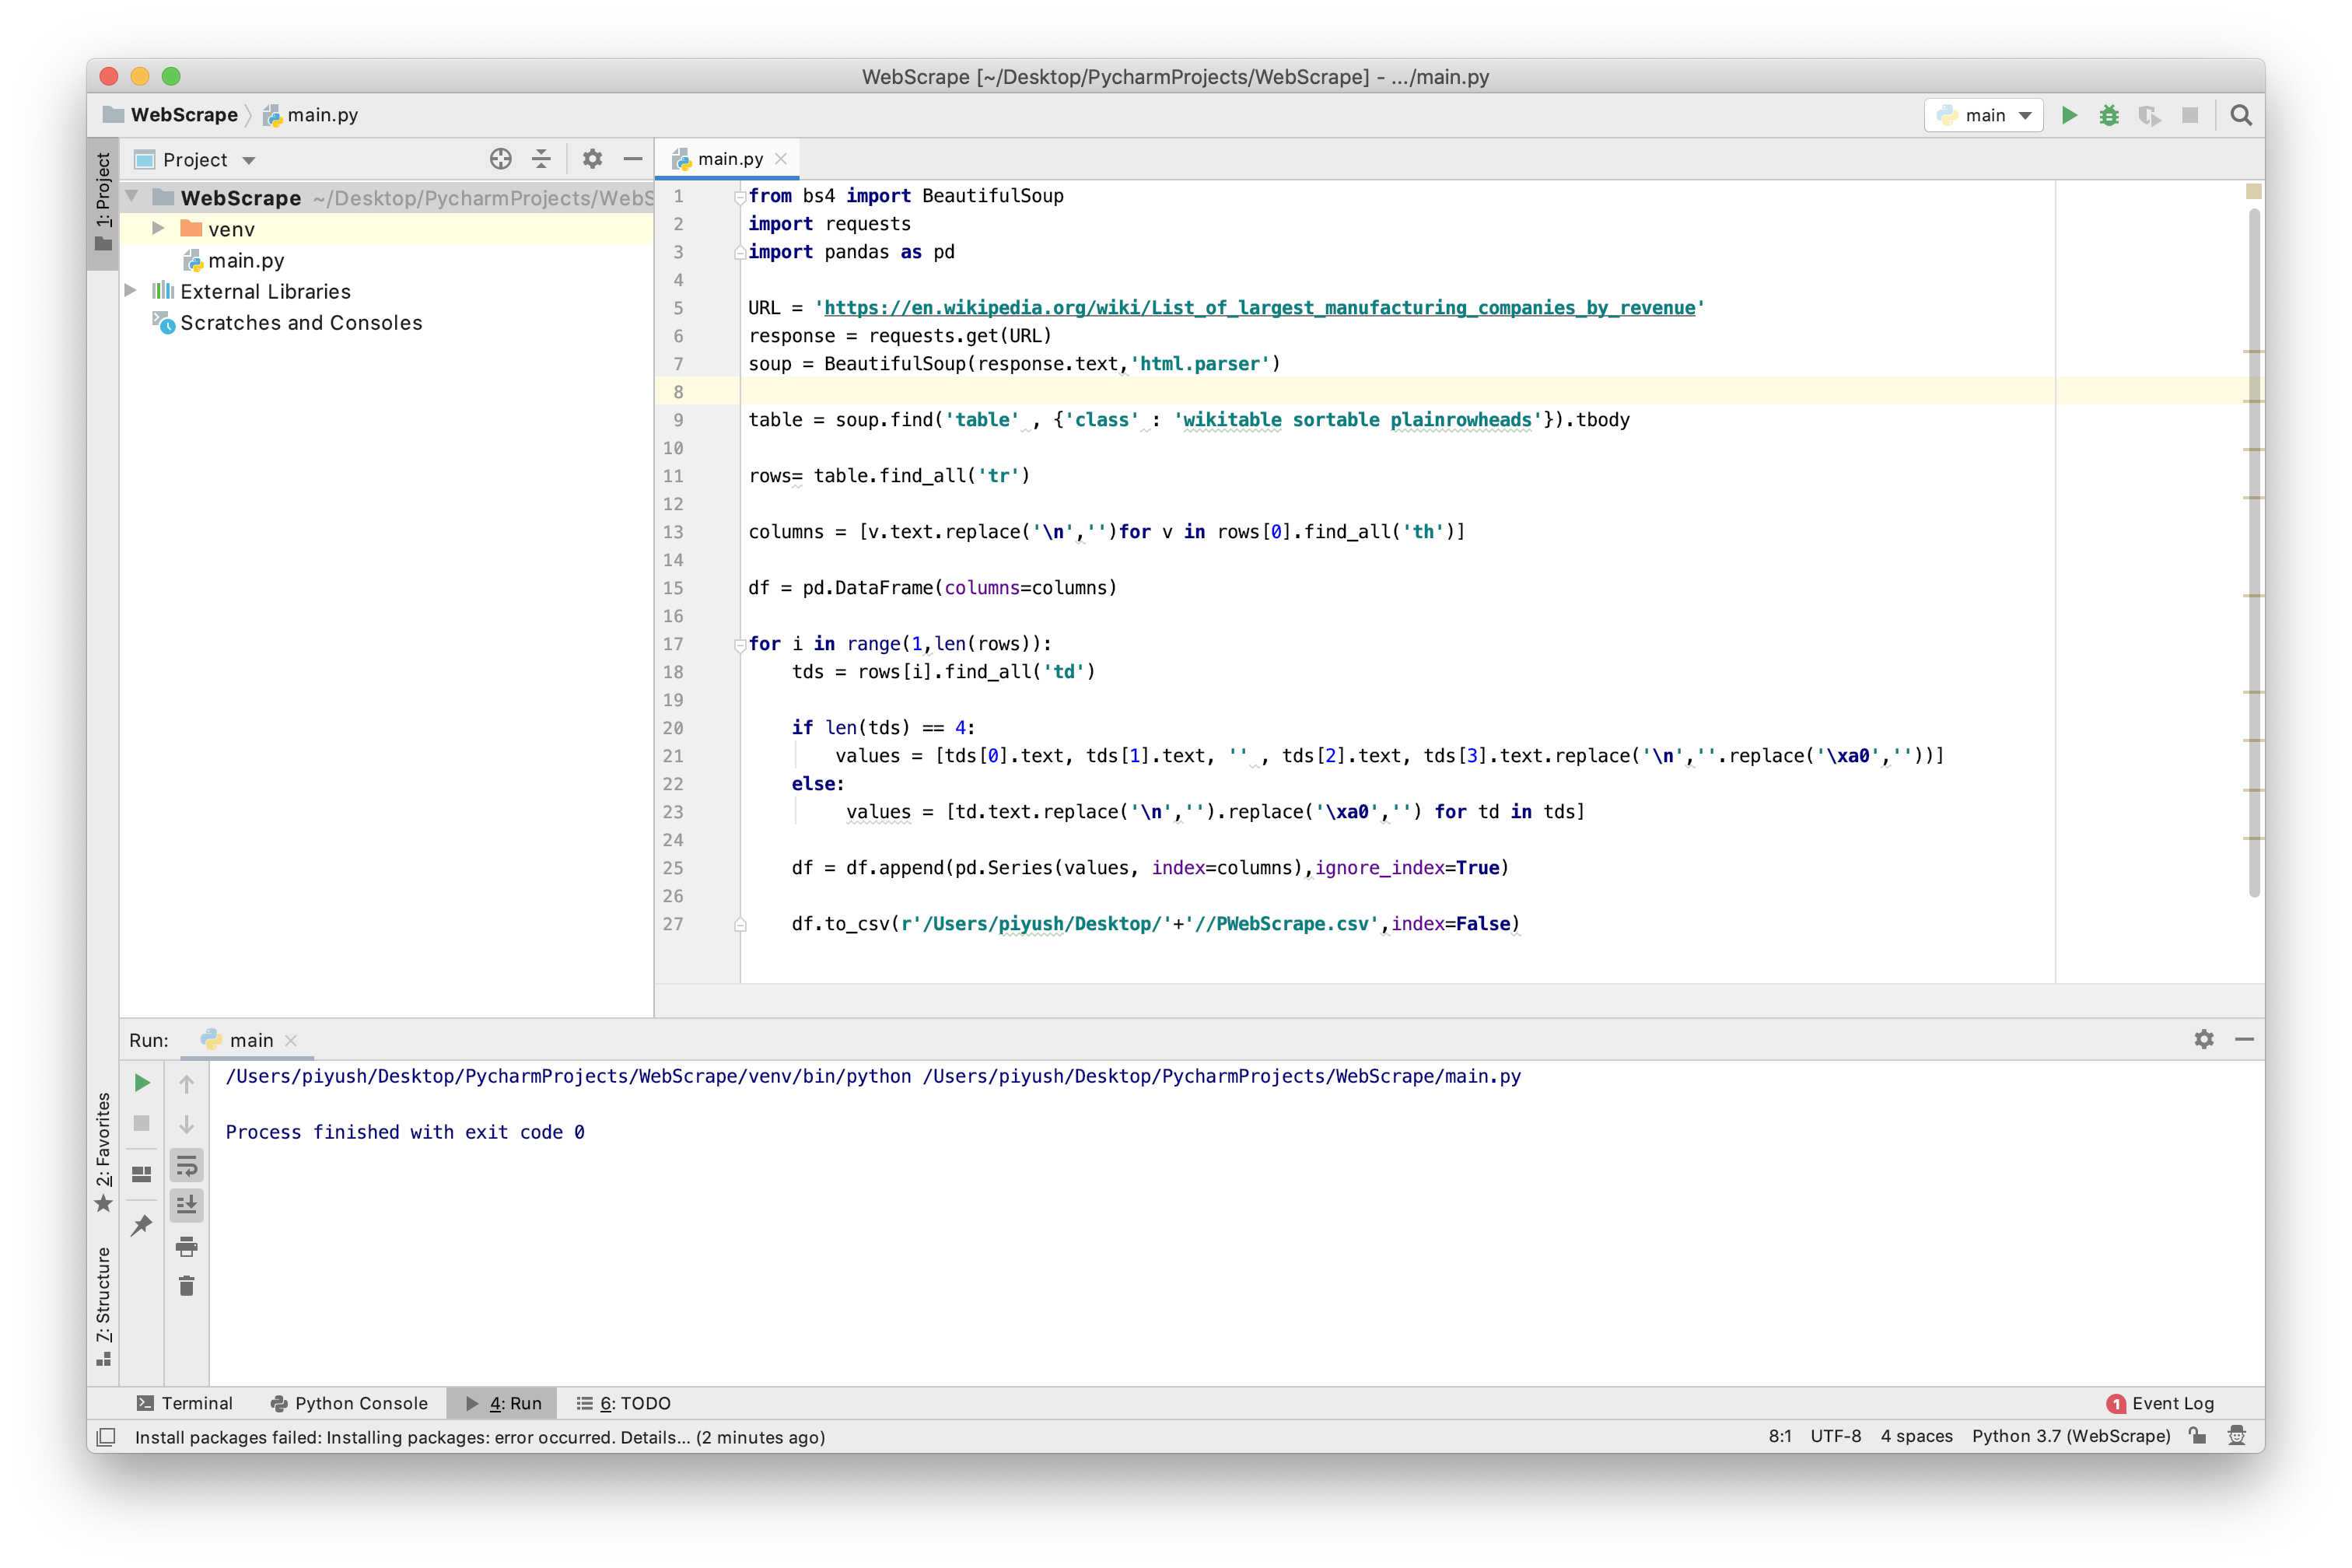 WebScrape [~/Desktop/PycharmProjects/WebScrape] - .../main.py
WebScrape main.py
main
1: Project
Project
main.py
WebScrape ~/Desktop/PycharmProjects/WebS
venv
main.py
External Libraries
Scratches and Consoles
1 from bs4 import BeautifulSoup
2 import requests
3 import pandas as pd
4
5 URL = 'https://en.wikipedia.org/wiki/List_of_largest_manufacturing_companies_by_revenue'
6 response = requests.get(URL)
7 soup = BeautifulSoup(response.text,'html.parser')
8
9 table = soup.find('table' , {'class' : 'wikitable sortable plainrowheads'}).tbody
10
11 rows= table.find_all('tr')
12
13 columns = [v.text.replace('\n','')for v in rows[0].find_all('th')]
14
15 df = pd.DataFrame(columns=columns)
16
17 for i in range(1,len(rows)):
18     tds = rows[i].find_all('td')
19
20     if len(tds) == 4:
21         values = [tds[0].text, tds[1].text, '' , tds[2].text, tds[3].text.replace('\n',''.replace('\xa0',''))]
22     else:
23          values = [td.text.replace('\n','').replace('\xa0','') for td in tds]
24
25     df = df.append(pd.Series(values, index=columns),ignore_index=True)
26
27     df.to_csv(r'/Users/piyush/Desktop/'+'//PWebScrape.csv',index=False)
Run: main
/Users/piyush/Desktop/PycharmProjects/WebScrape/venv/bin/python /Users/piyush/Desktop/PycharmProjects/WebScrape/main.py
Process finished with exit code 0
2: Favorites
7: Structure
Terminal Python Console 4: Run 6: TODO 1 Event Log
Install packages failed: Installing packages: error occurred. Details... (2 minutes ago) 8:1 UTF-8 4 spaces Python 3.7 (WebScrape)